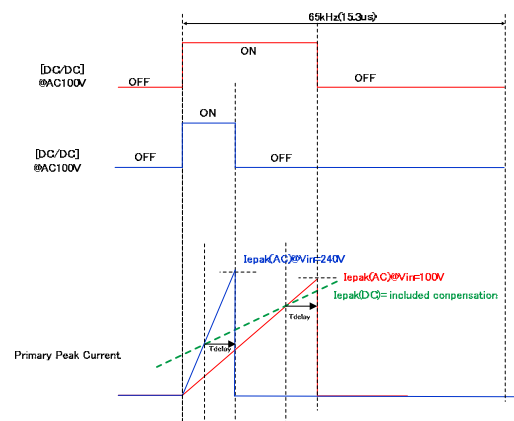 65kHz(15.3us)
ON
[DC/DC]
@AC100V
OFF
OFF
ON
[DC/DC]
@AC100V
OFF
OFF
Iepak(AC)@Vin=240V
Iepak(AC)@Vin=100V
Iepak(DC)=included compensation
Tdelay
Tdelay
Primary Peak Current